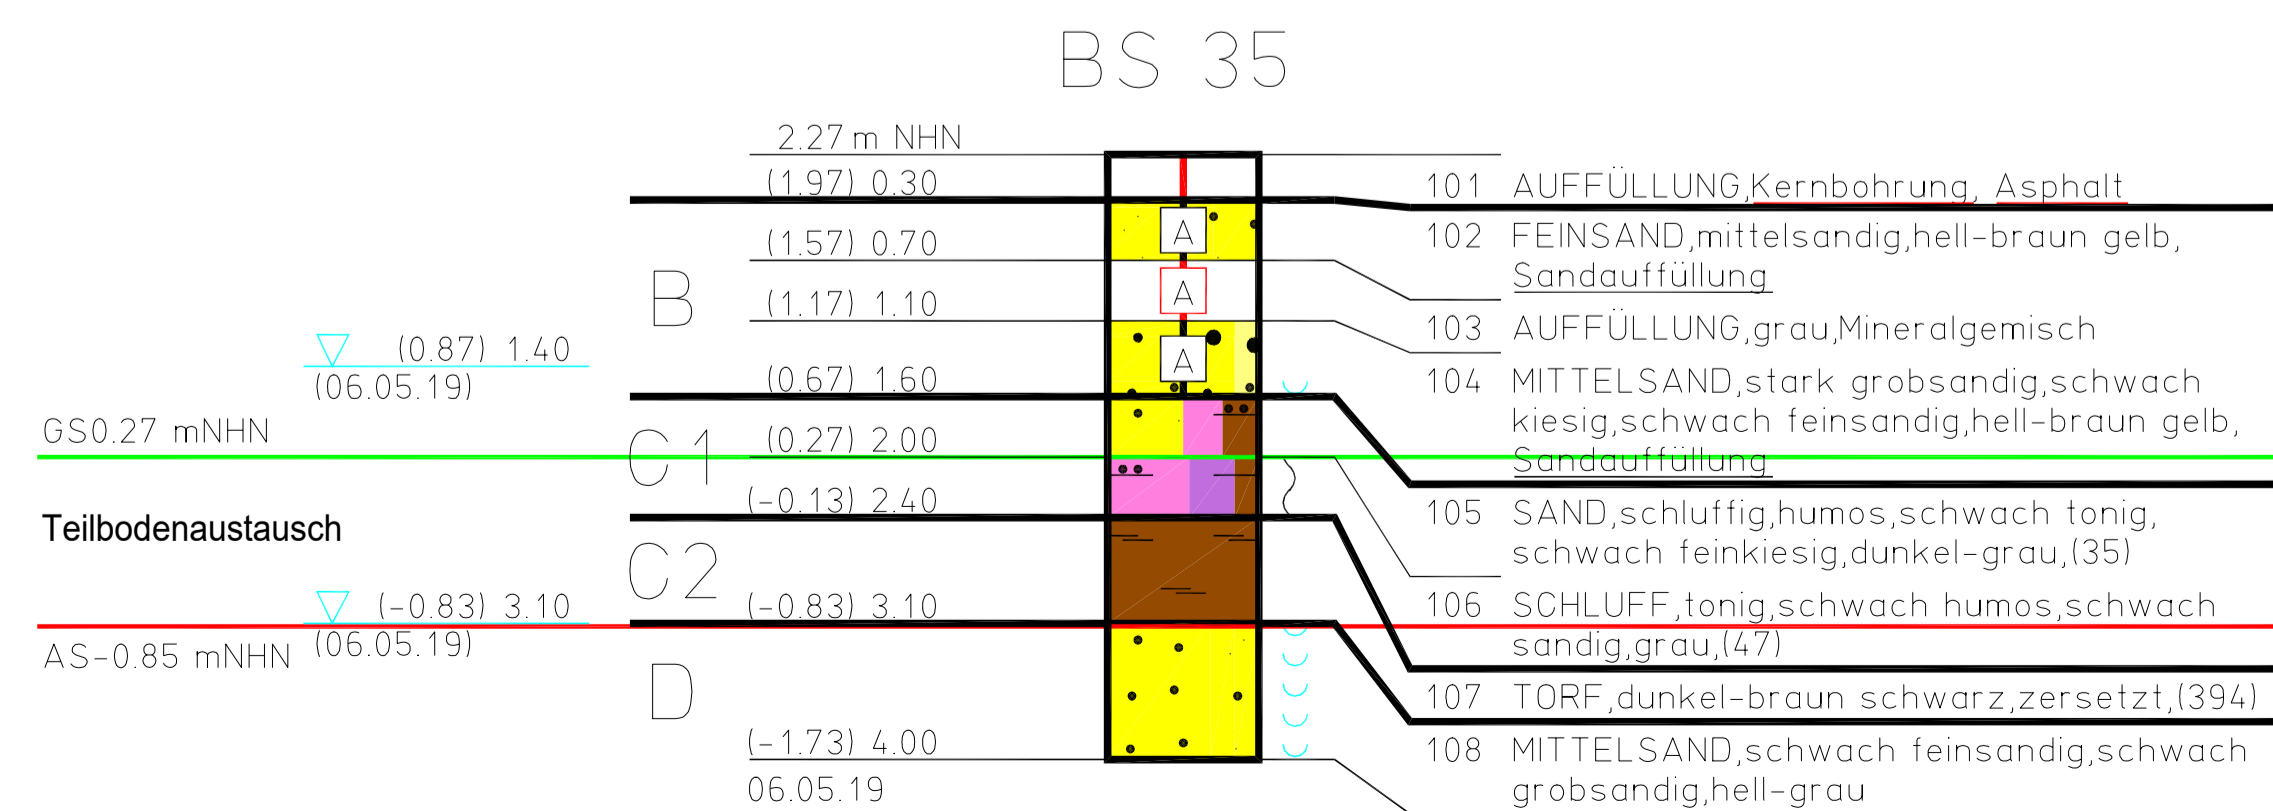 BS 35
2.27 m NHN
(1.97) 0.30
(1.57) 0.70
(1.17) 1.10
(0.67) 1.60
(0.27) 2.00
(-0.13) 2.40
(-0.83) 3.10
(-1.73) 4.00
06.05.19
B
C1
C2
D
(0.87) 1.40
(06.05.19)
GS0.27 mNHN
Teilbodenaustausch
(-0.83) 3.10
(06.05.19)
AS-0.85 mNHN
A
A
A
101 AUFFÜLLUNG,Kernbohrung, Asphalt
102 FEINSAND,mittelsandig,hell-braun gelb,
Sandauffüllung
103 AUFFÜLLUNG,grau,Mineralgemisch
104 MITTELSAND,stark grobsandig,schwach
kiesig,schwach feinsandig,hell-braun gelb,
Sandauffüllung
105 SAND,schluffig,humos,schwach tonig,
schwach feinkiesig,dunkel-grau,(35)
106 SCHLUFF,tonig,schwach humos,schwach
sandig,grau,(47)
107 TORF,dunkel-braun schwarz,zersetzt,(394)
108 MITTELSAND,schwach feinsandig,schwach
grobsandig,hell-grau